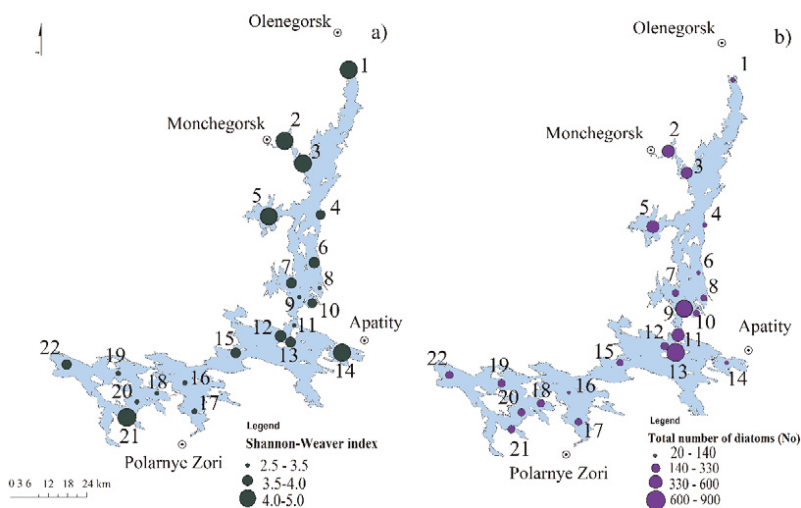 a)
Olenegorsk
1
Monchegorsk
2
3
5
4
6
7
8
9
10
11
Apatity
12
13
15
14
22
19
16
18
20
17
21
Polarnye Zori
Legend
Shannon-Weaver index
2.5 - 3.5
3.5-4.0
4.0-5.0
0 3 6 12 18 24 km
b)
Olenegorsk
1
Monchegorsk
2
3
5
4
6
7
8
9
10
Apatity
11
12
13
15
14
22
19
16
18
20
17
21
Polarnye Zori
Legend
Total number of diatoms (No)
20 - 140
140 - 330
330 - 600
600 - 900